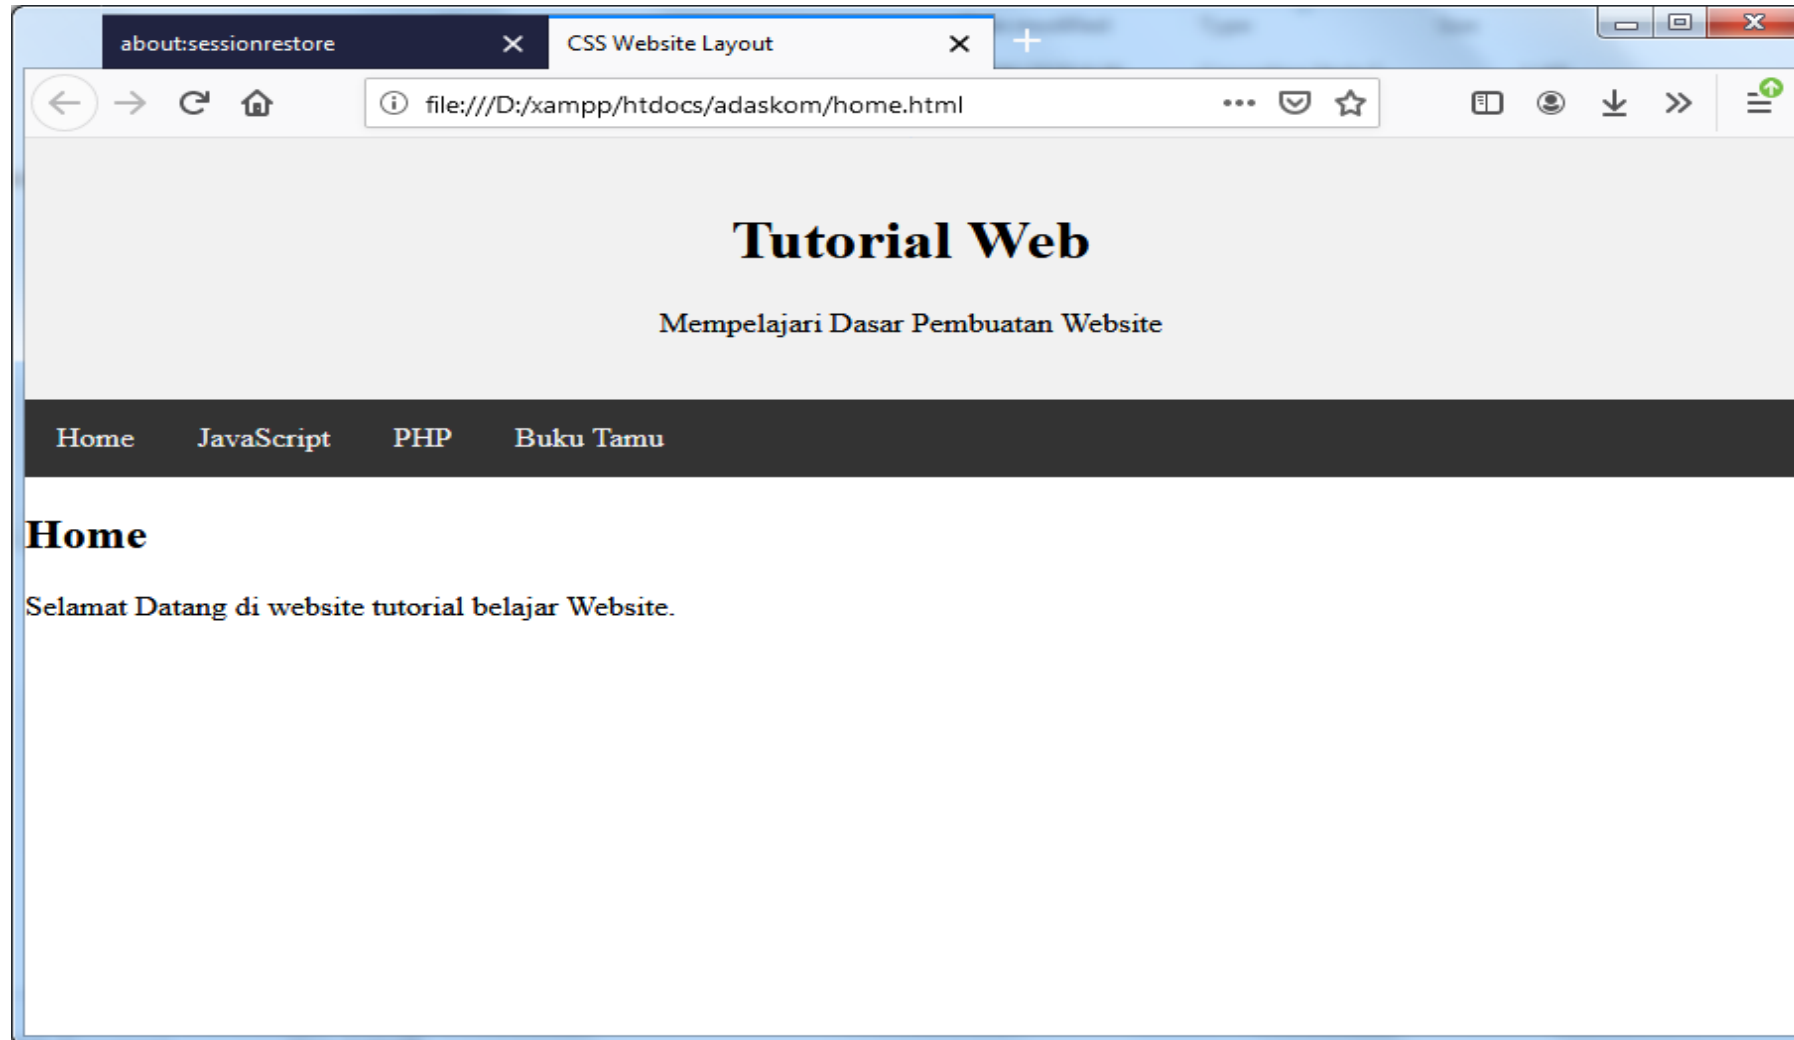 about:sessionrestore
CSS Website Layout
file:///D:/xampp/htdocs/adaskom/home.html
Tutorial Web
Mempelajari Dasar Pembuatan Website
Home JavaScript PHP Buku Tamu
Home
Selamat Datang di website tutorial belajar Website.